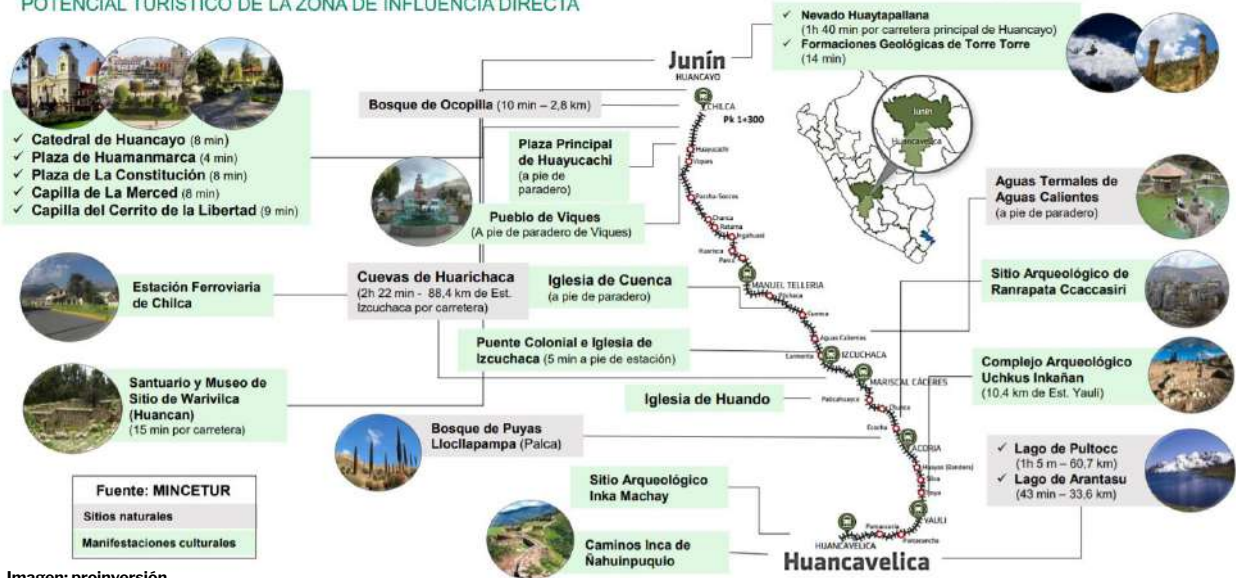 POTENCIAL TURÍSTICO DE LA ZONA DE INFLUENCIA DIRECTA
✓ Catedral de Huancayo (8 min)
✓ Plaza de Huamanmarca (4 min)
✓ Plaza de La Constitución (8 min)
✓ Capilla de La Merced (8 min)
✓ Capilla del Cerrito de la Libertad (9 min)
Estación Ferroviaria
de Chilca
Santuario y Museo de
Sitio de Warivilca
(Huancan)
(15 min por carretera)
Fuente: MINCETUR
Sitios naturales
Manifestaciones culturales
Imagen: proinversión
Bosque de Ocopilla (10 min – 2,8 km)
Plaza Principal
de Huayucachi
(a pie de
paradero)
Pueblo de Viques
(A pie de paradero de Viques)
Cuevas de Huarichaca
(2h 22 min - 88,4 km de Est.
Izcuchaca por carretera)
Iglesia de Cuenca
(a pie de paradero)
Puente Colonial e Iglesia de
Izcuchaca (5 min a pie de estación)
Iglesia de Huando
Bosque de Puyas
Llocllapampa (Palca)
Sitio Arqueológico
Inka Machay
Caminos Inca de
Ñahuinpuquio
Junín
HUANCAYO
CHILCA
Pk 1+300
Huayucachi
Viques
Chanca
Retama
Ingahuasi
MANUEL TELLERIA
Cuenca
Aguas Calientes
IZCUCHACA
MARISCAL CÁCERES
ACORIA
YAULI
HUANCAVELICA
Huancavelica
✓ Nevado Huaytapallana
(1h 40 min por carretera principal de Huancayo)
✓ Formaciones Geológicas de Torre Torre
(14 min)
Junín
Huancavelica
Aguas Termales de
Aguas Calientes
(a pie de paradero)
Sitio Arqueológico de
Ranrapata Ccaccasiri
Complejo Arqueológico
Uchkus Inkañan
(10,4 km de Est. Yauli)
✓ Lago de Pultocc
(1h 5 m – 60,7 km)
✓ Lago de Arantasu
(43 min – 33,6 km)